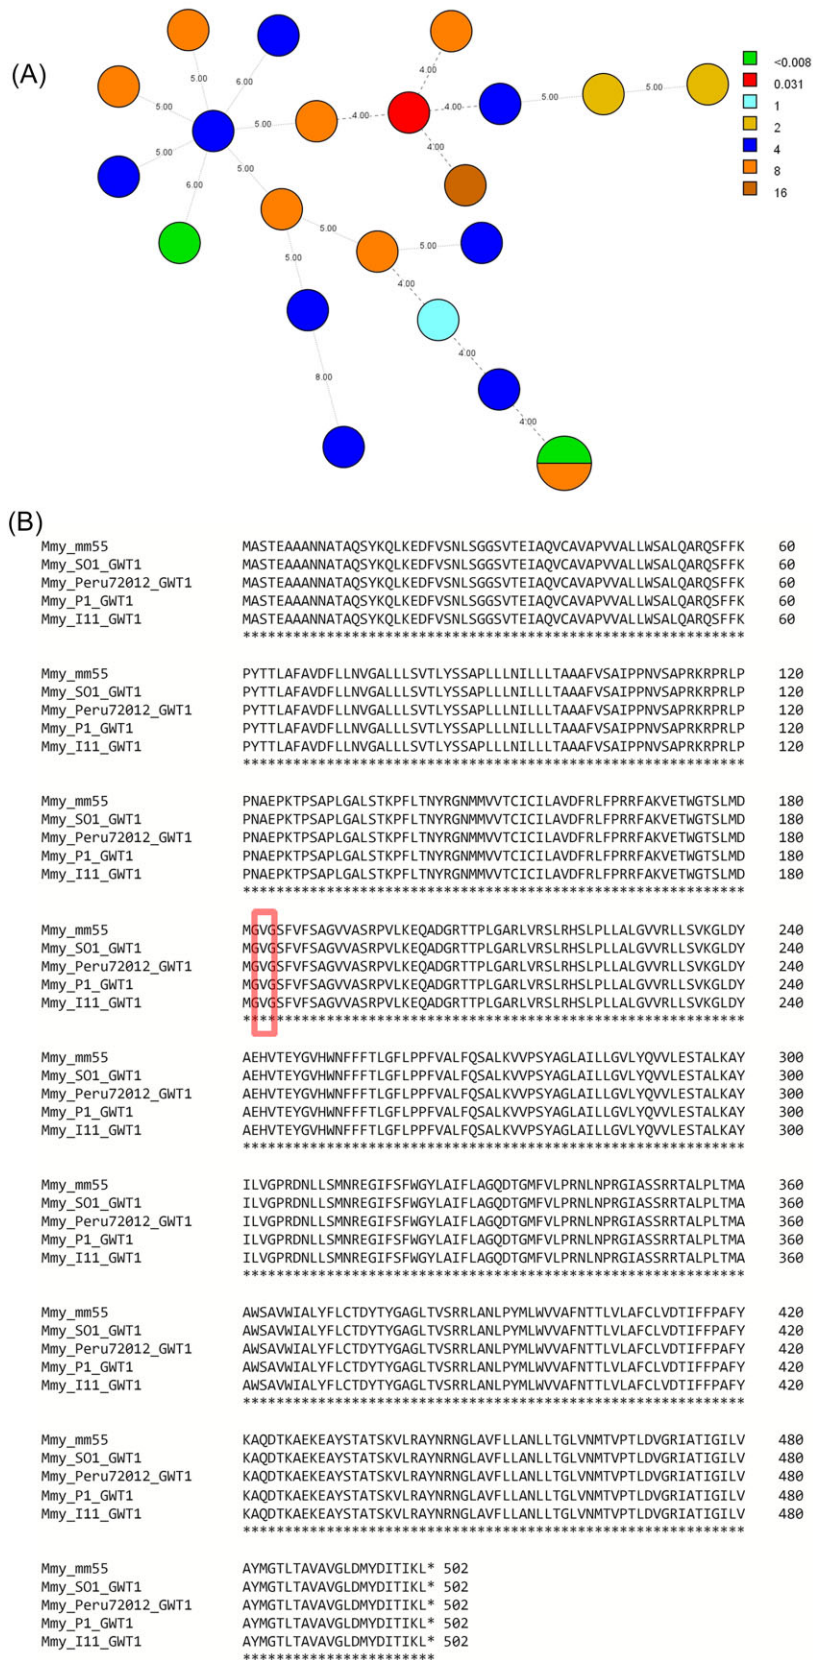 (A)
5.00
6.00
5.00
5.00
5.00
6.00
5.00
4.00
4.00
4.00
4.00
5.00
5.00
5.00
5.00
5.00
4.00
4.00
4.00
8.00
<0.008
0.031
1
2
4
8
16
(B)
Mmy_mm55 MASTEAAANNATAQSYKQLKEDFVSNLSGGSVTEIAQVCAVAPVVALLWSALQARQSFFK 60
Mmy_SO1_GWT1 MASTEAAANNATAQSYKQLKEDFVSNLSGGSVTEIAQVCAVAPVVALLWSALQARQSFFK 60
Mmy_Peru72012_GWT1 MASTEAAANNATAQSYKQLKEDFVSNLSGGSVTEIAQVCAVAPVVALLWSALQARQSFFK 60
Mmy_P1_GWT1 MASTEAAANNATAQSYKQLKEDFVSNLSGGSVTEIAQVCAVAPVVALLWSALQARQSFFK 60
Mmy_I11_GWT1 MASTEAAANNATAQSYKQLKEDFVSNLSGGSVTEIAQVCAVAPVVALLWSALQARQSFFK 60
************************************************************
Mmy_mm55 PYTTLAFAVDFLLNVGALLLSVTLYSSAPLLLNILLLTAAAFVSAIPPNVSAPRKRPRLP 120
Mmy_SO1_GWT1 PYTTLAFAVDFLLNVGALLLSVTLYSSAPLLLNILLLTAAAFVSAIPPNVSAPRKRPRLP 120
Mmy_Peru72012_GWT1 PYTTLAFAVDFLLNVGALLLSVTLYSSAPLLLNILLLTAAAFVSAIPPNVSAPRKRPRLP 120
Mmy_P1_GWT1 PYTTLAFAVDFLLNVGALLLSVTLYSSAPLLLNILLLTAAAFVSAIPPNVSAPRKRPRLP 120
Mmy_I11_GWT1 PYTTLAFAVDFLLNVGALLLSVTLYSSAPLLLNILLLTAAAFVSAIPPNVSAPRKRPRLP 120
************************************************************
Mmy_mm55 PNAEPKTPSAPLGALSTKPFLTNYRGNMMVVTCICILAVDFRLFPRRFAKVETWGTSLMD 180
Mmy_SO1_GWT1 PNAEPKTPSAPLGALSTKPFLTNYRGNMMVVTCICILAVDFRLFPRRFAKVETWGTSLMD 180
Mmy_Peru72012_GWT1 PNAEPKTPSAPLGALSTKPFLTNYRGNMMVVTCICILAVDFRLFPRRFAKVETWGTSLMD 180
Mmy_P1_GWT1 PNAEPKTPSAPLGALSTKPFLTNYRGNMMVVTCICILAVDFRLFPRRFAKVETWGTSLMD 180
Mmy_I11_GWT1 PNAEPKTPSAPLGALSTKPFLTNYRGNMMVVTCICILAVDFRLFPRRFAKVETWGTSLMD 180
************************************************************
Mmy_mm55 MGVGSFVFSAGVVASRPVLKEQADGRTTPLGARLVRSLRHSLPLLALGVVRLLSVKGLDY 240
Mmy_SO1_GWT1 MGVGSFVFSAGVVASRPVLKEQADGRTTPLGARLVRSLRHSLPLLALGVVRLLSVKGLDY 240
Mmy_Peru72012_GWT1 MGVGSFVFSAGVVASRPVLKEQADGRTTPLGARLVRSLRHSLPLLALGVVRLLSVKGLDY 240
Mmy_P1_GWT1 MGVGSFVFSAGVVASRPVLKEQADGRTTPLGARLVRSLRHSLPLLALGVVRLLSVKGLDY 240
Mmy_I11_GWT1 MGVGSFVFSAGVVASRPVLKEQADGRTTPLGARLVRSLRHSLPLLALGVVRLLSVKGLDY 240
************************************************************
Mmy_mm55 AEHVTEYGVHWNFFFTLGFLPPFVALFQSALKVVPSYAGLAILLGVLYQVVLESTALKAY 300
Mmy_SO1_GWT1 AEHVTEYGVHWNFFFTLGFLPPFVALFQSALKVVPSYAGLAILLGVLYQVVLESTALKAY 300
Mmy_Peru72012_GWT1 AEHVTEYGVHWNFFFTLGFLPPFVALFQSALKVVPSYAGLAILLGVLYQVVLESTALKAY 300
Mmy_P1_GWT1 AEHVTEYGVHWNFFFTLGFLPPFVALFQSALKVVPSYAGLAILLGVLYQVVLESTALKAY 300
Mmy_I11_GWT1 AEHVTEYGVHWNFFFTLGFLPPFVALFQSALKVVPSYAGLAILLGVLYQVVLESTALKAY 300
************************************************************
Mmy_mm55 ILVGPRDNLLSMNREGIFSFWGYLAIFLAGQDTGMFVLPRNLNPRGIASSRRTALPLTMA 360
Mmy_SO1_GWT1 ILVGPRDNLLSMNREGIFSFWGYLAIFLAGQDTGMFVLPRNLNPRGIASSRRTALPLTMA 360
Mmy_Peru72012_GWT1 ILVGPRDNLLSMNREGIFSFWGYLAIFLAGQDTGMFVLPRNLNPRGIASSRRTALPLTMA 360
Mmy_P1_GWT1 ILVGPRDNLLSMNREGIFSFWGYLAIFLAGQDTGMFVLPRNLNPRGIASSRRTALPLTMA 360
Mmy_I11_GWT1 ILVGPRDNLLSMNREGIFSFWGYLAIFLAGQDTGMFVLPRNLNPRGIASSRRTALPLTMA 360
************************************************************
Mmy_mm55 AWSAVWIALYFLCTDYTYGAGLTVSRRLANLPYMLWVVAFNTTLVLAFCLVDTIFFPAFY 420
Mmy_SO1_GWT1 AWSAVWIALYFLCTDYTYGAGLTVSRRLANLPYMLWVVAFNTTLVLAFCLVDTIFFPAFY 420
Mmy_Peru72012_GWT1 AWSAVWIALYFLCTDYTYGAGLTVSRRLANLPYMLWVVAFNTTLVLAFCLVDTIFFPAFY 420
Mmy_P1_GWT1 AWSAVWIALYFLCTDYTYGAGLTVSRRLANLPYMLWVVAFNTTLVLAFCLVDTIFFPAFY 420
Mmy_I11_GWT1 AWSAVWIALYFLCTDYTYGAGLTVSRRLANLPYMLWVVAFNTTLVLAFCLVDTIFFPAFY 420
************************************************************
Mmy_mm55 KAQDTKAEKEAYSTATSKVLRAYNRNGLAVFLLANLLTGLVNMTVPTLDVGRIATIGILV 480
Mmy_SO1_GWT1 KAQDTKAEKEAYSTATSKVLRAYNRNGLAVFLLANLLTGLVNMTVPTLDVGRIATIGILV 480
Mmy_Peru72012_GWT1 KAQDTKAEKEAYSTATSKVLRAYNRNGLAVFLLANLLTGLVNMTVPTLDVGRIATIGILV 480
Mmy_P1_GWT1 KAQDTKAEKEAYSTATSKVLRAYNRNGLAVFLLANLLTGLVNMTVPTLDVGRIATIGILV 480
Mmy_I11_GWT1 KAQDTKAEKEAYSTATSKVLRAYNRNGLAVFLLANLLTGLVNMTVPTLDVGRIATIGILV 480
************************************************************
Mmy_mm55 AYMGTLTAVAVGLDMYDITIKL* 502
Mmy_SO1_GWT1 AYMGTLTAVAVGLDMYDITIKL* 502
Mmy_Peru72012_GWT1 AYMGTLTAVAVGLDMYDITIKL* 502
Mmy_P1_GWT1 AYMGTLTAVAVGLDMYDITIKL* 502
Mmy_I11_GWT1 AYMGTLTAVAVGLDMYDITIKL* 502
***********************